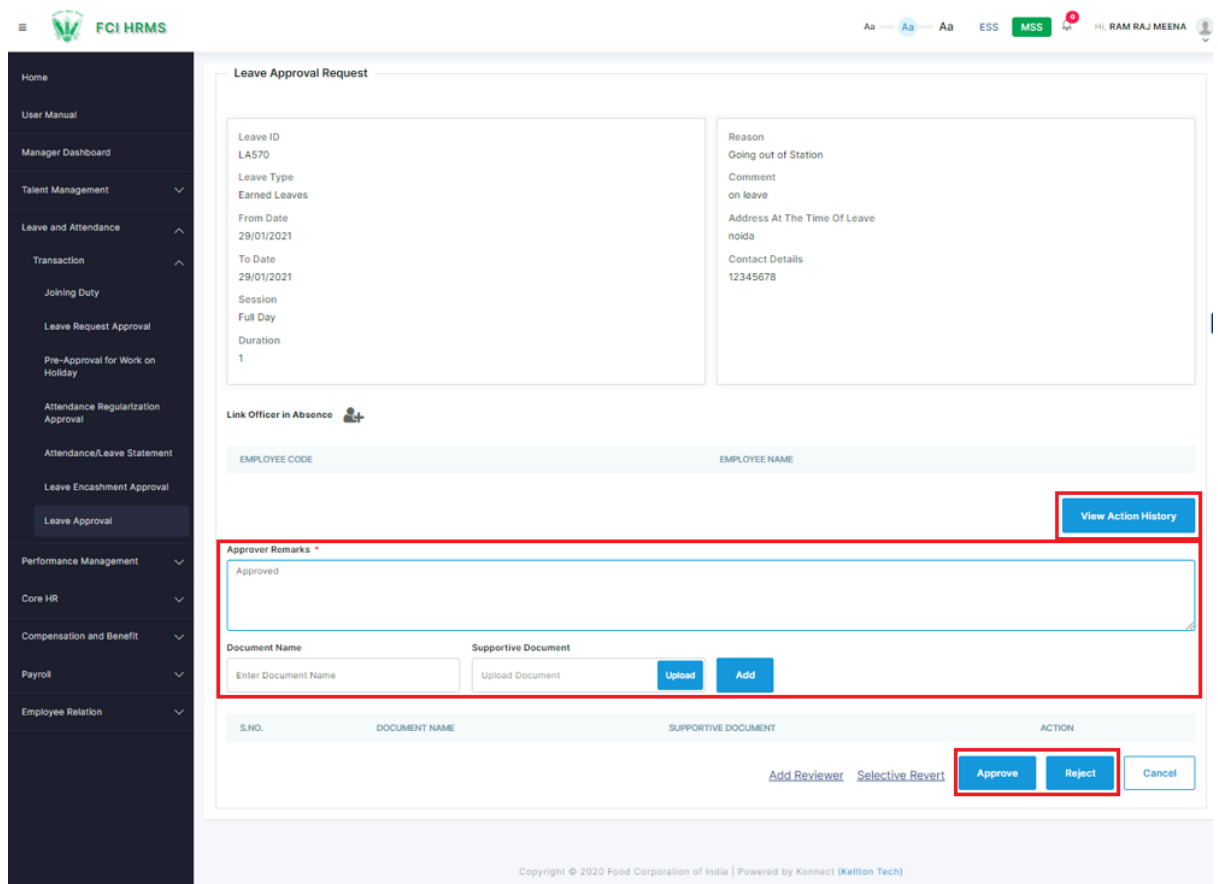 FCI HRMS
Aa Aa Aa ESS MSS 0 Hi, RAM RAJ MEENA
Home
User Manual
Manager Dashboard
Talent Management
Leave and Attendance
Transaction
Joining Duty
Leave Request Approval
Pre-Approval for Work on
Holiday
Attendance Regularization
Approval
Attendance/Leave Statement
Leave Encashment Approval
Leave Approval
Performance Management
Core HR
Compensation and Benefit
Payroll
Employee Relation
Leave Approval Request
Leave ID
LA570
Leave Type
Earned Leaves
From Date
29/01/2021
To Date
29/01/2021
Session
Full Day
Duration
1
Reason
Going out of Station
Comment
on leave
Address At The Time Of Leave
noida
Contact Details
12345678
Link Officer in Absence
EMPLOYEE CODE EMPLOYEE NAME
View Action History
Approver Remarks *
Approved
Document Name Supportive Document
Enter Document Name Upload Document Upload Add
S.NO. DOCUMENT NAME SUPPORTIVE DOCUMENT ACTION
Add Reviewer Selective Revert Approve Reject Cancel
Copyright © 2020 Food Corporation of India | Powered by Konnect (Kellton Tech)